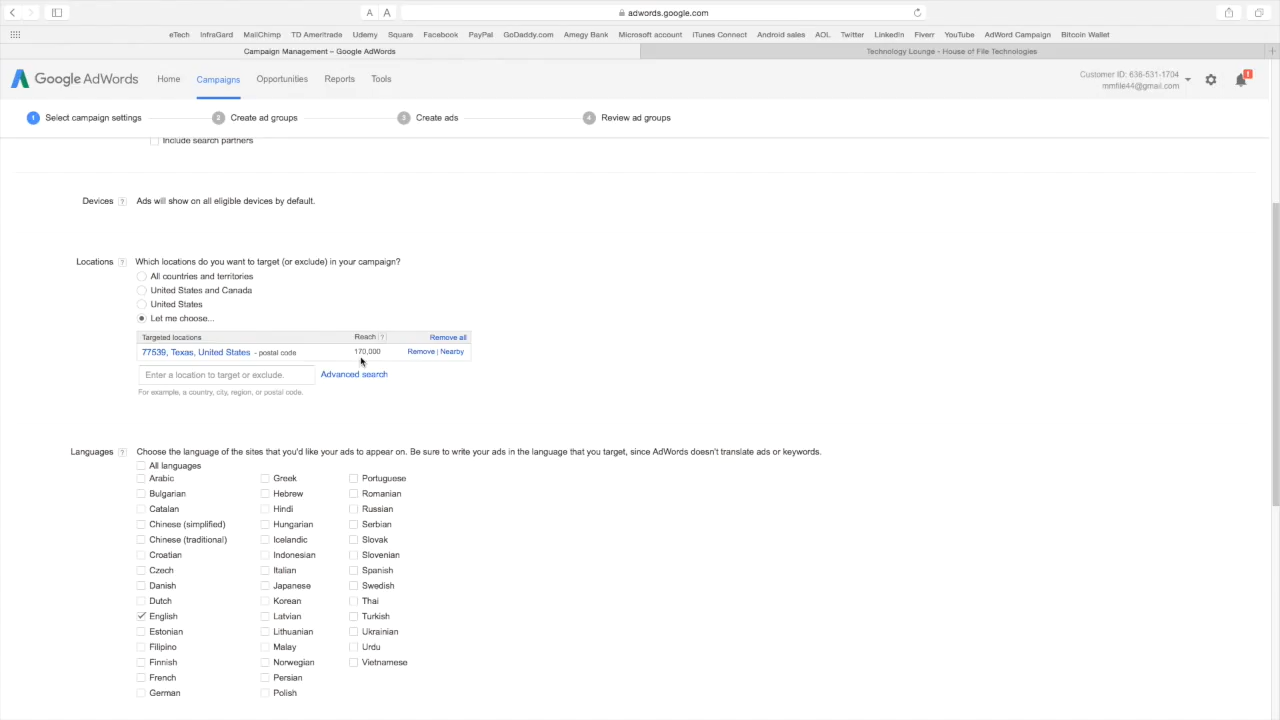 A A adwords.google.com
eTech InfraGard MailChimp TD Ameritrade Udemy Square Facebook PayPal GoDaddy.com Amegy Bank Microsoft account iTunes Connect Android sales AOL Twitter LinkedIn Fiverr YouTube AdWord Campaign Bitcoin Wallet
Campaign Management – Google AdWords Technology Lounge - House of File Technologies
Google AdWords Home Campaigns Opportunities Reports Tools Customer ID: 636-531-1704
mmfile44@gmail.com 1
1 Select campaign settings 2 Create ad groups 3 Create ads 4 Review ad groups
Include search partners
Devices ? Ads will show on all eligible devices by default.
Locations ? Which locations do you want to target (or exclude) in your campaign?
All countries and territories
United States and Canada
United States
Let me choose...
Targeted locations Reach ? Remove all
77539, Texas, United States - postal code 170,000 Remove | Nearby
Enter a location to target or exclude. Advanced search
For example, a country, city, region, or postal code.
Languages ? Choose the language of the sites that you'd like your ads to appear on. Be sure to write your ads in the language that you target, since AdWords doesn't translate ads or keywords.
All languages
Arabic Greek Portuguese
Bulgarian Hebrew Romanian
Catalan Hindi Russian
Chinese (simplified) Hungarian Serbian
Chinese (traditional) Icelandic Slovak
Croatian Indonesian Slovenian
Czech Italian Spanish
Danish Japanese Swedish
Dutch Korean Thai
English Latvian Turkish
Estonian Lithuanian Ukrainian
Filipino Malay Urdu
Finnish Norwegian Vietnamese
French Persian
German Polish